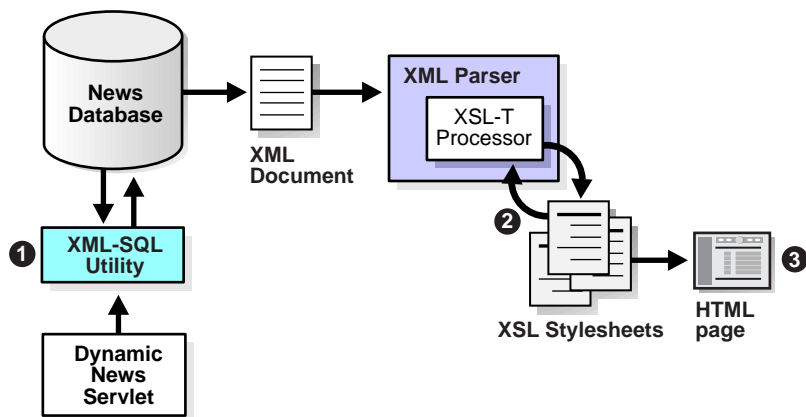 News
Database
XML
Document
XML Parser
XSL-T
Processor
1
XML-SQL
Utility
2
XSL Stylesheets
3
HTML
page
Dynamic
News
Servlet